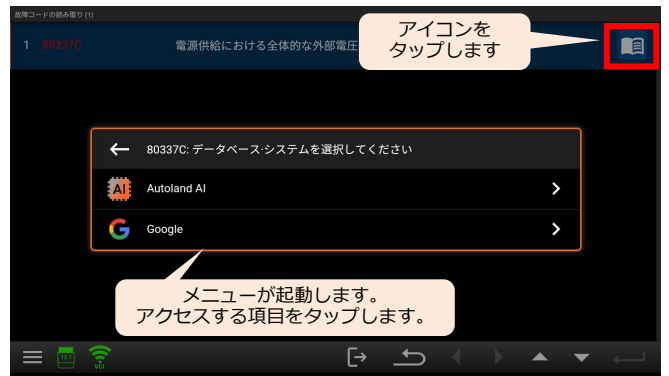 故障コードの読み取り (1)
1 80337C 電源供給における全体的な外部電圧
アイコンを
タップします
80337C: データベース·システムを選択してください
AI Autoland AI
Google
メニューが起動します。
アクセスする項目をタップします。
VCI